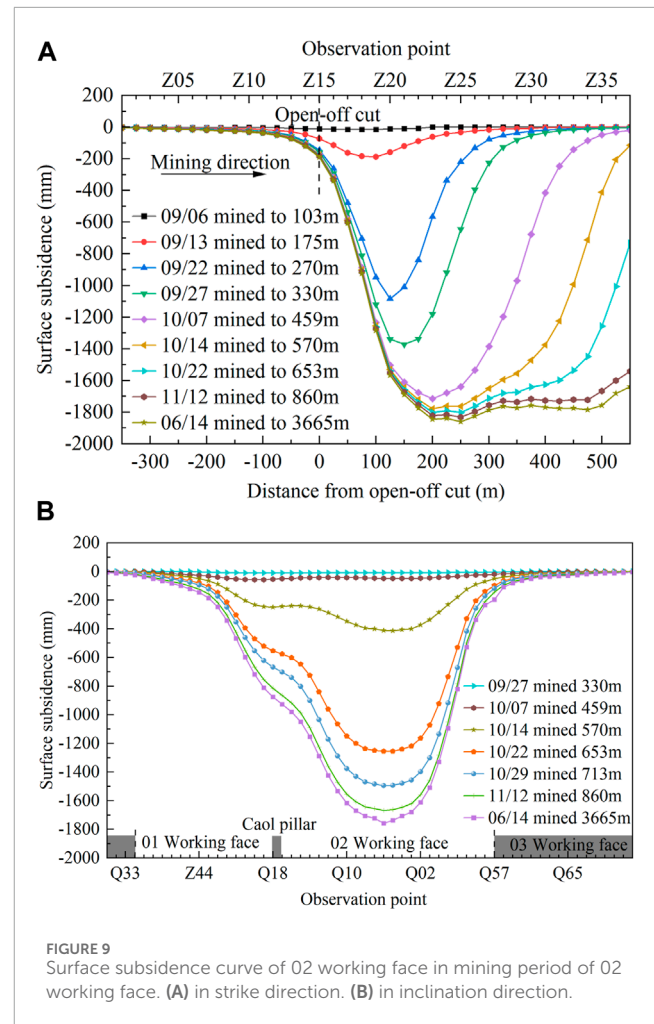 A
Observation point
Z05 Z10 Z15 Z20 Z25 Z30 Z35
200
0
-200
-400
-600
-800
-1000
-1200
-1400
-1600
-1800
-2000
Surface subsidence (mm)
Open-off cut
Mining direction
09/06 mined to 103m
09/13 mined to 175m
09/22 mined to 270m
09/27 mined to 330m
10/07 mined to 459m
10/14 mined to 570m
10/22 mined to 653m
11/12 mined to 860m
06/14 mined to 3665m
-300 -200 -100 0 100 200 300 400 500
Distance from open-off cut (m)
B
200
0
-200
-400
-600
-800
-1000
-1200
-1400
-1600
-1800
-2000
Surface subsidence (mm)
09/27 mined 330m
10/07 mined 459m
10/14 mined 570m
10/22 mined 653m
10/29 mined 713m
11/12 mined 860m
06/14 mined 3665m
Caol pillar
01 Working face 02 Working face 03 Working face
Q33 Z44 Q18 Q10 Q02 Q57 Q65
Observation point
FIGURE 9
Surface subsidence curve of 02 working face in mining period of 02
working face. (A) in strike direction. (B) in inclination direction.